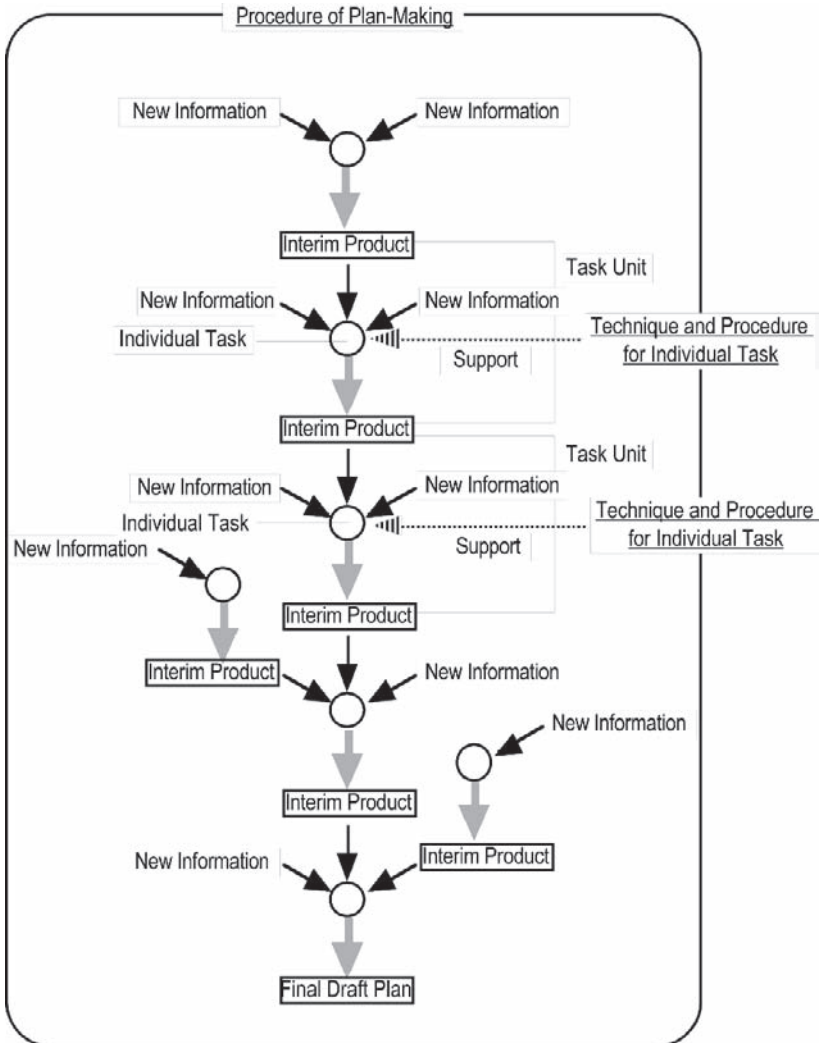 Procedure of Plan-Making
New Information
New Information
Interim Product
Task Unit
New Information
New Information
Individual Task
Technique and Procedure
for Individual Task
Support
Interim Product
Task Unit
New Information
New Information
Individual Task
Technique and Procedure
for Individual Task
Support
New Information
Interim Product
Interim Product
New Information
New Information
Interim Product
New Information
Interim Product
Final Draft Plan